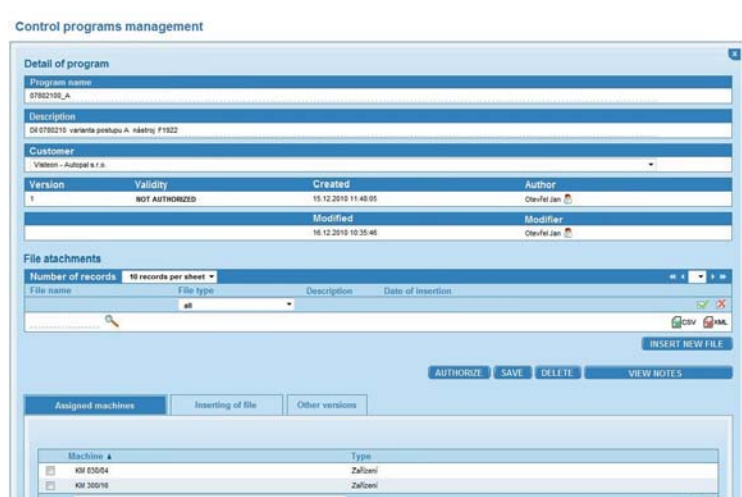 Control programs management
Detail of program
Program name
07802100_A
Description
Díl 0780210 varianta postupu A nástroj F1922
Customer
Visteon - Autopal s.r.o.
Version Validity Created Author
1 NOT AUTHORIZED 15.12.2010 11:48:05 Otevřel Jan
Modified Modifier
16.12.2010 10:35:46 Otevřel Jan
File atachments
Number of records 10 records per sheet
File name File type Description Date of insertion
all
CSV XML
INSERT NEW FILE
AUTHORIZE SAVE DELETE VIEW NOTES
Assigned machines Inserting of file Other versions
Machine Type
KM 030/04 Zařízení
KM 300/16 Zařízení